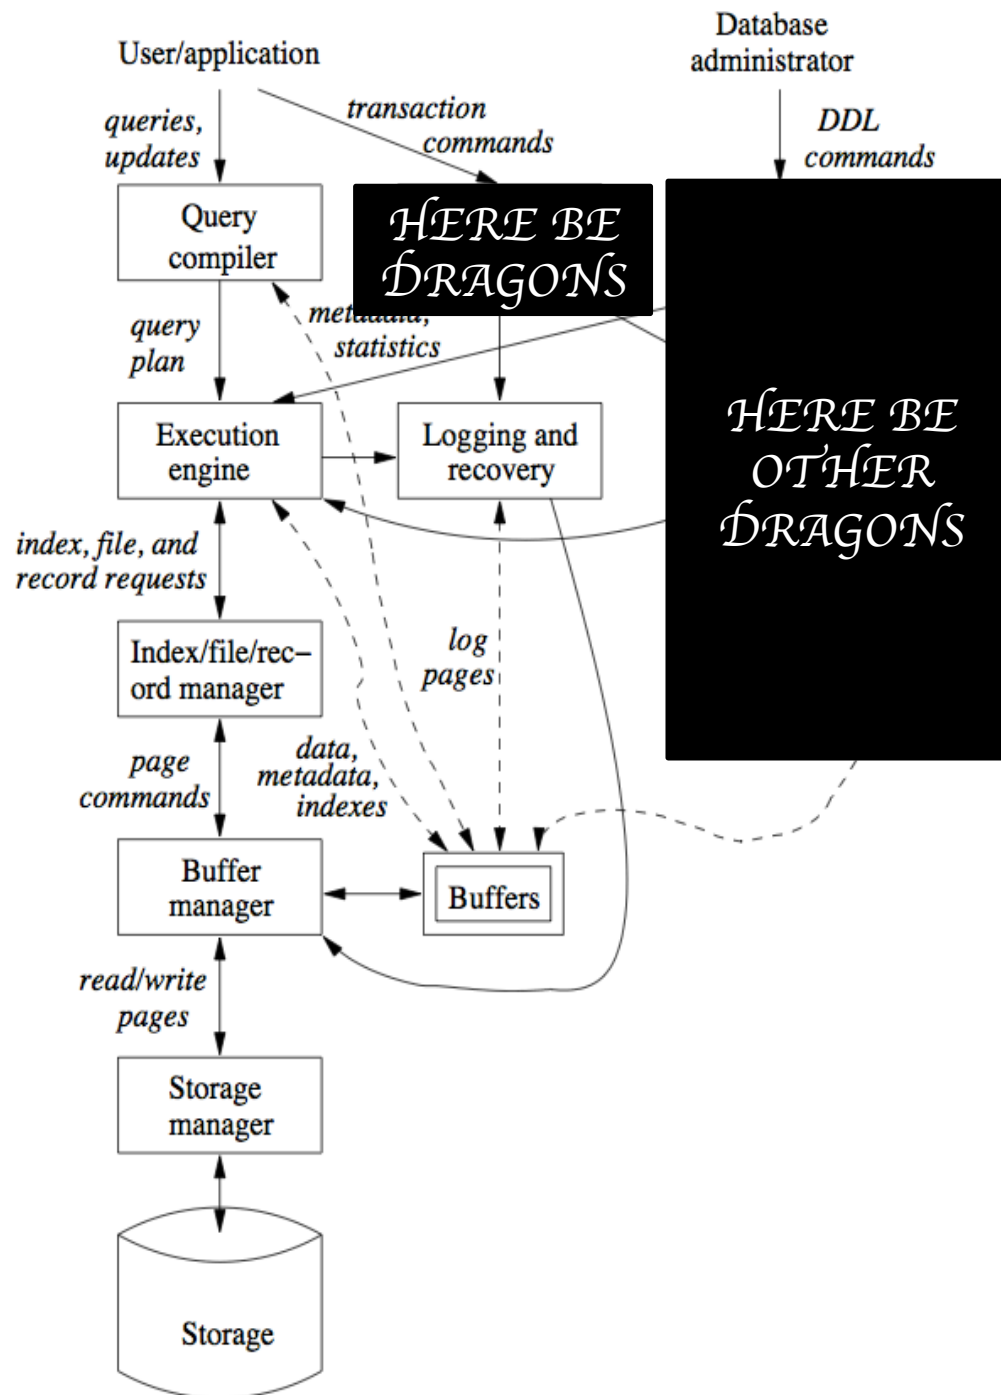 User/application
Database
administrator
queries,
updates
transaction
commands
DDL
commands
Query
compiler
HERE BE
DRAGONS
query
plan
metadata,
statistics
Execution
engine
Logging and
recovery
HERE BE
OTHER
DRAGONS
index, file, and
record requests
Index/file/rec–
ord manager
log
pages
page
commands
data,
metadata,
indexes
Buffer
manager
Buffers
read/write
pages
Storage
manager
Storage